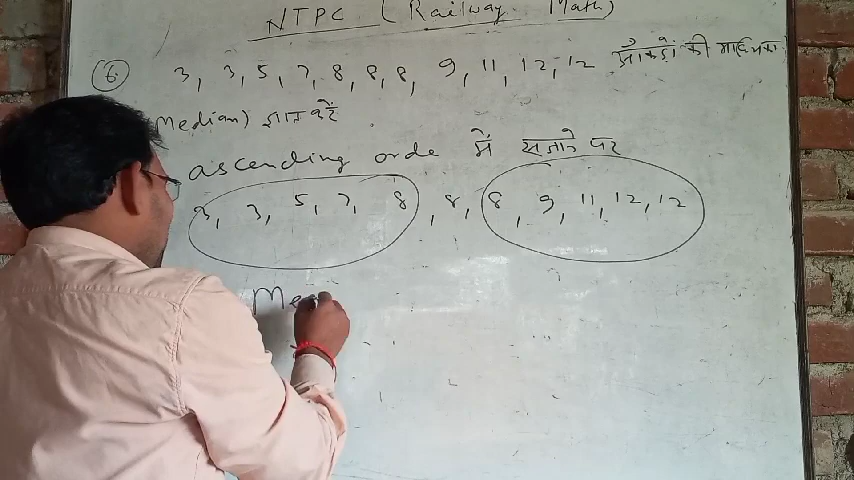 NTPC (Railway Math)
6. 3, 3, 5, 7, 8, 8, 8, 9, 11, 12, 12 आँकड़ों की माध्यिका
Median) ज्ञात करें
ascending orde में सजाने पर
3, 3, 5, 7, 8, 8, 8, 9, 11, 12, 12
Me